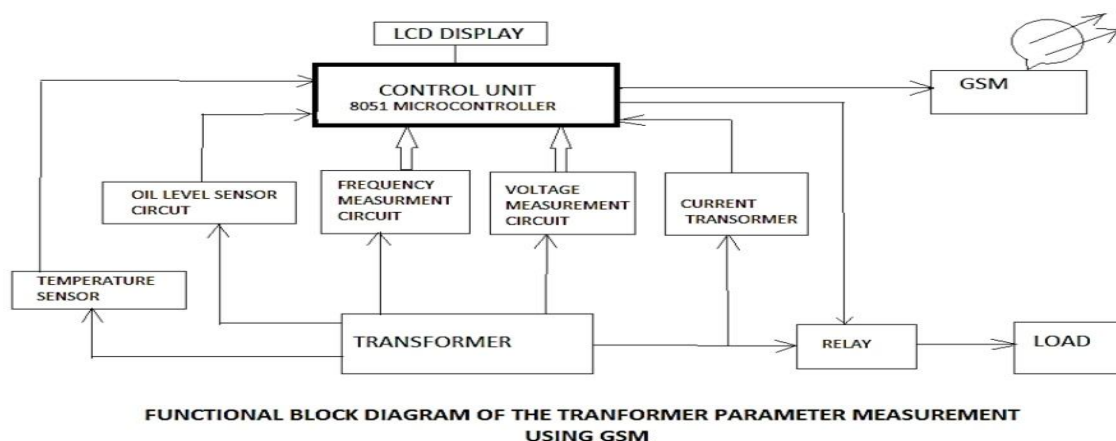 LCD DISPLAY
CONTROL UNIT
8051 MICROCONTROLLER
GSM
OIL LEVEL SENSOR
CIRCUT
FREQUENCY
MEASURMENT
CIRCUIT
VOLTAGE
MEASUREMENT
CIRCUIT
CURRENT
TRANSORMER
TEMPERATURE
SENSOR
TRANSFORMER
RELAY
LOAD
FUNCTIONAL BLOCK DIAGRAM OF THE TRANFORMER PARAMETER MEASUREMENT
USING GSM